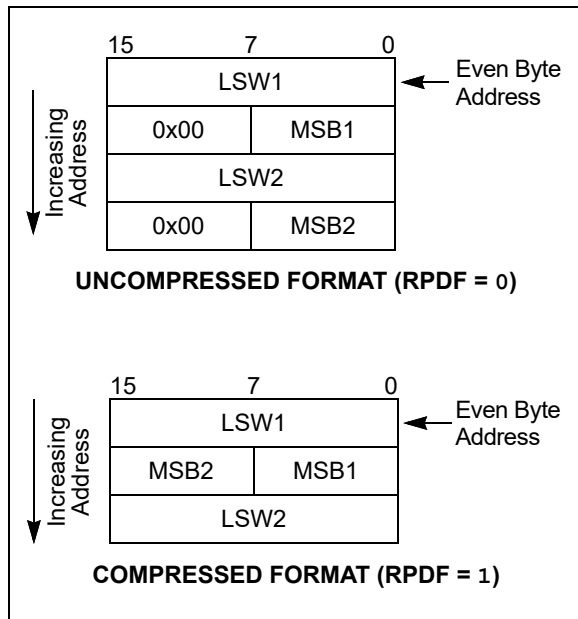 15 7 0
LSW1
Even Byte
Address
0x00 MSB1
LSW2
0x00 MSB2
Increasing
Address
UNCOMPRESSED FORMAT (RPDF = 0)
15 7 0
LSW1
Even Byte
Address
MSB2 MSB1
LSW2
Increasing
Address
COMPRESSED FORMAT (RPDF = 1)